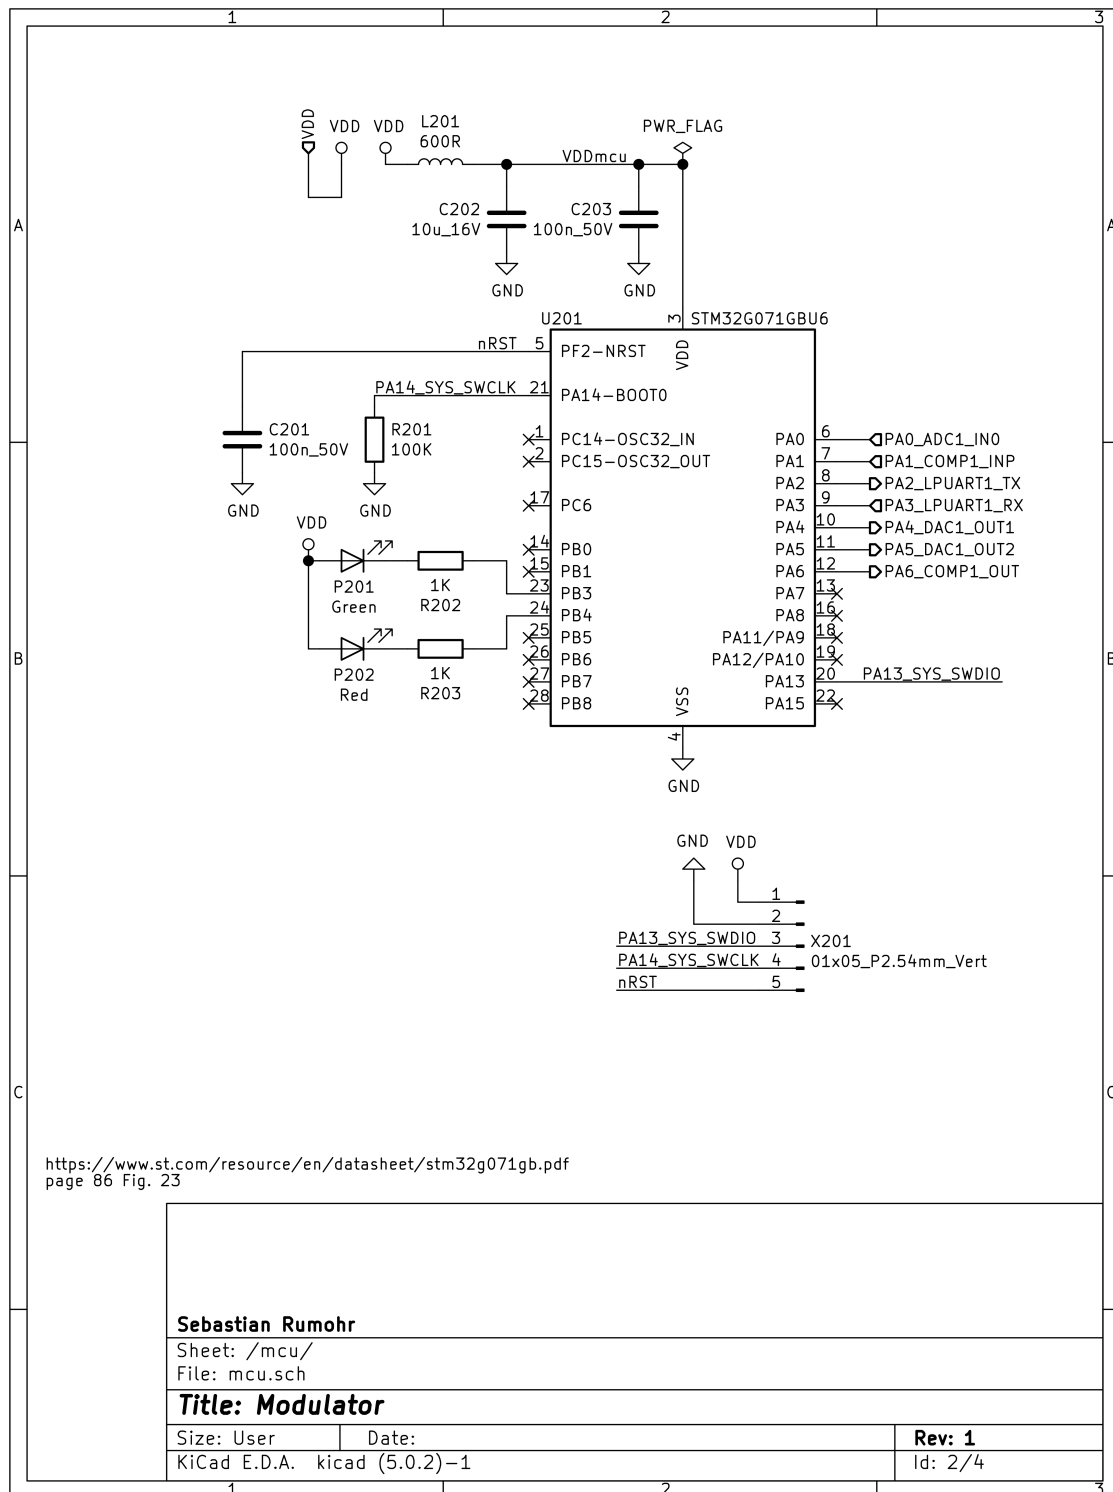 1 2 3
VDD VDD VDD L201 600R PWR_FLAG
VDDmcu
A A
C202 C203
10u_16V 100n_50V
GND GND
U201 3 STM32G071GBU6
nRST 5 PF2-NRST VDD
PA14_SYS_SWCLK 21 PA14-BOOT0
C201 R201
100n_50V 100K
GND GND
1 PC14-OSC32_IN PA0 6 PA0_ADC1_IN0
2 PC15-OSC32_OUT PA1 7 PA1_COMP1_INP
PA2 8 PA2_LPUART1_TX
17 PC6 PA3 9 PA3_LPUART1_RX
PA4 10 PA4_DAC1_OUT1
14 PB0 PA5 11 PA5_DAC1_OUT2
15 PB1 PA6 12 PA6_COMP1_OUT
23 PB3 PA7 13
24 PB4 PA8 16
25 PB5 PA11/PA9 18
26 PB6 PA12/PA10 19
27 PB7 PA13 20 PA13_SYS_SWDIO
28 PB8 PA15 22
VDD
P201 1K
Green R202
B B
P202 1K
Red R203
VSS
4
GND
GND VDD
1
2
PA13_SYS_SWDIO 3 X201
PA14_SYS_SWCLK 4 01x05_P2.54mm_Vert
nRST 5
C C
https://www.st.com/resource/en/datasheet/stm32g071gb.pdf
page 86 Fig. 23
Sebastian Rumohr
Sheet: /mcu/
File: mcu.sch
Title: Modulator
Size: User Date: Rev: 1
KiCad E.D.A. kicad (5.0.2)-1 Id: 2/4
1 2 3